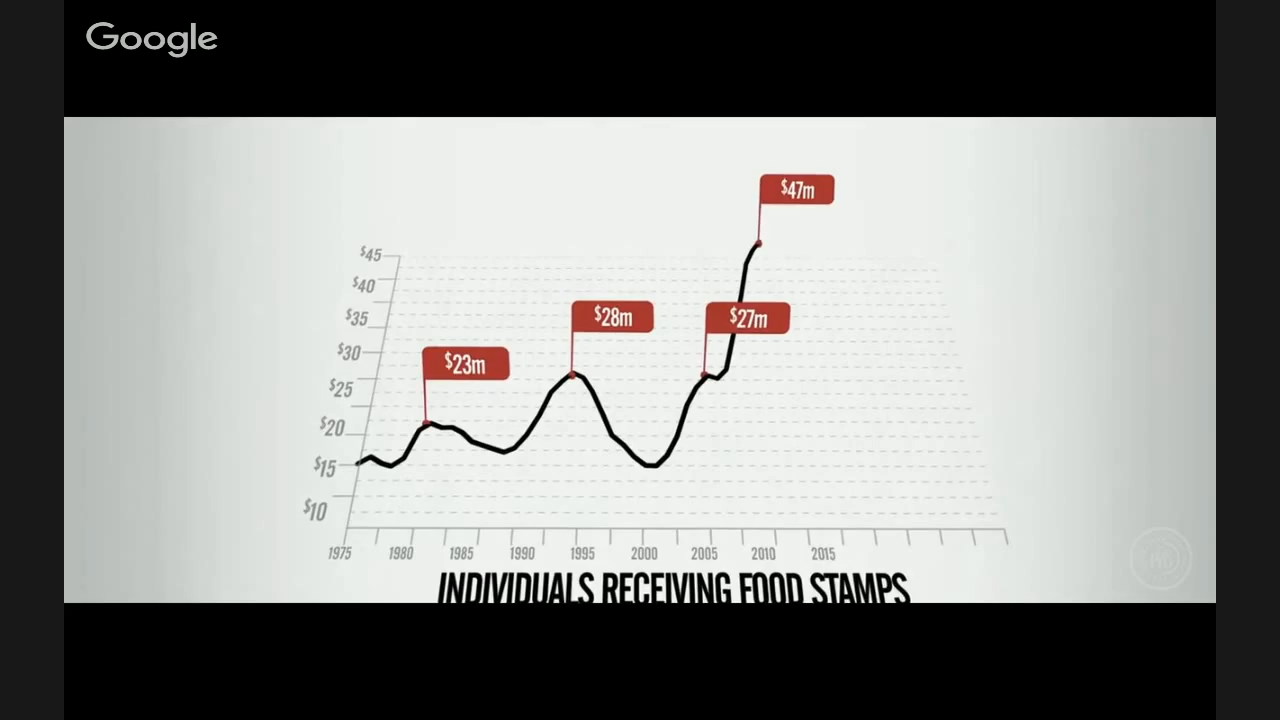 Google
$47m
$45
$40
$28m
$27m
$35
$30
$23m
$25
$20
$15
$10
1975 1980 1985 1990 1995 2000 2005 2010 2015
INDIVIDUALS RECEIVING FOOD STAMPS